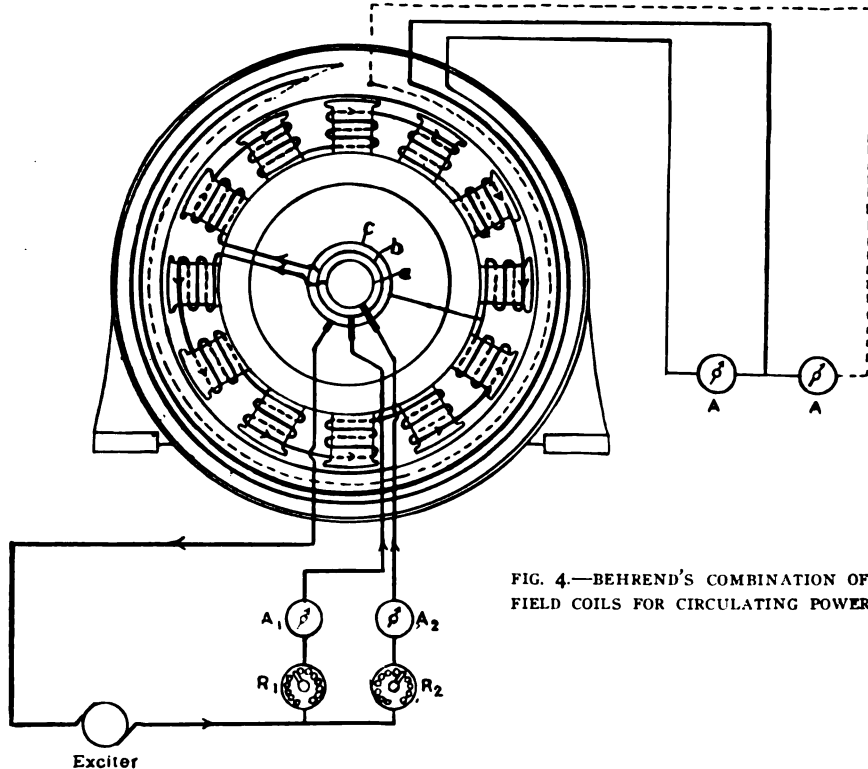 c
b
a
A
A
FIG. 4.—BEHREND'S COMBINATION OF
FIELD COILS FOR CIRCULATING POWER
A1
A2
R1
R2
Exciter